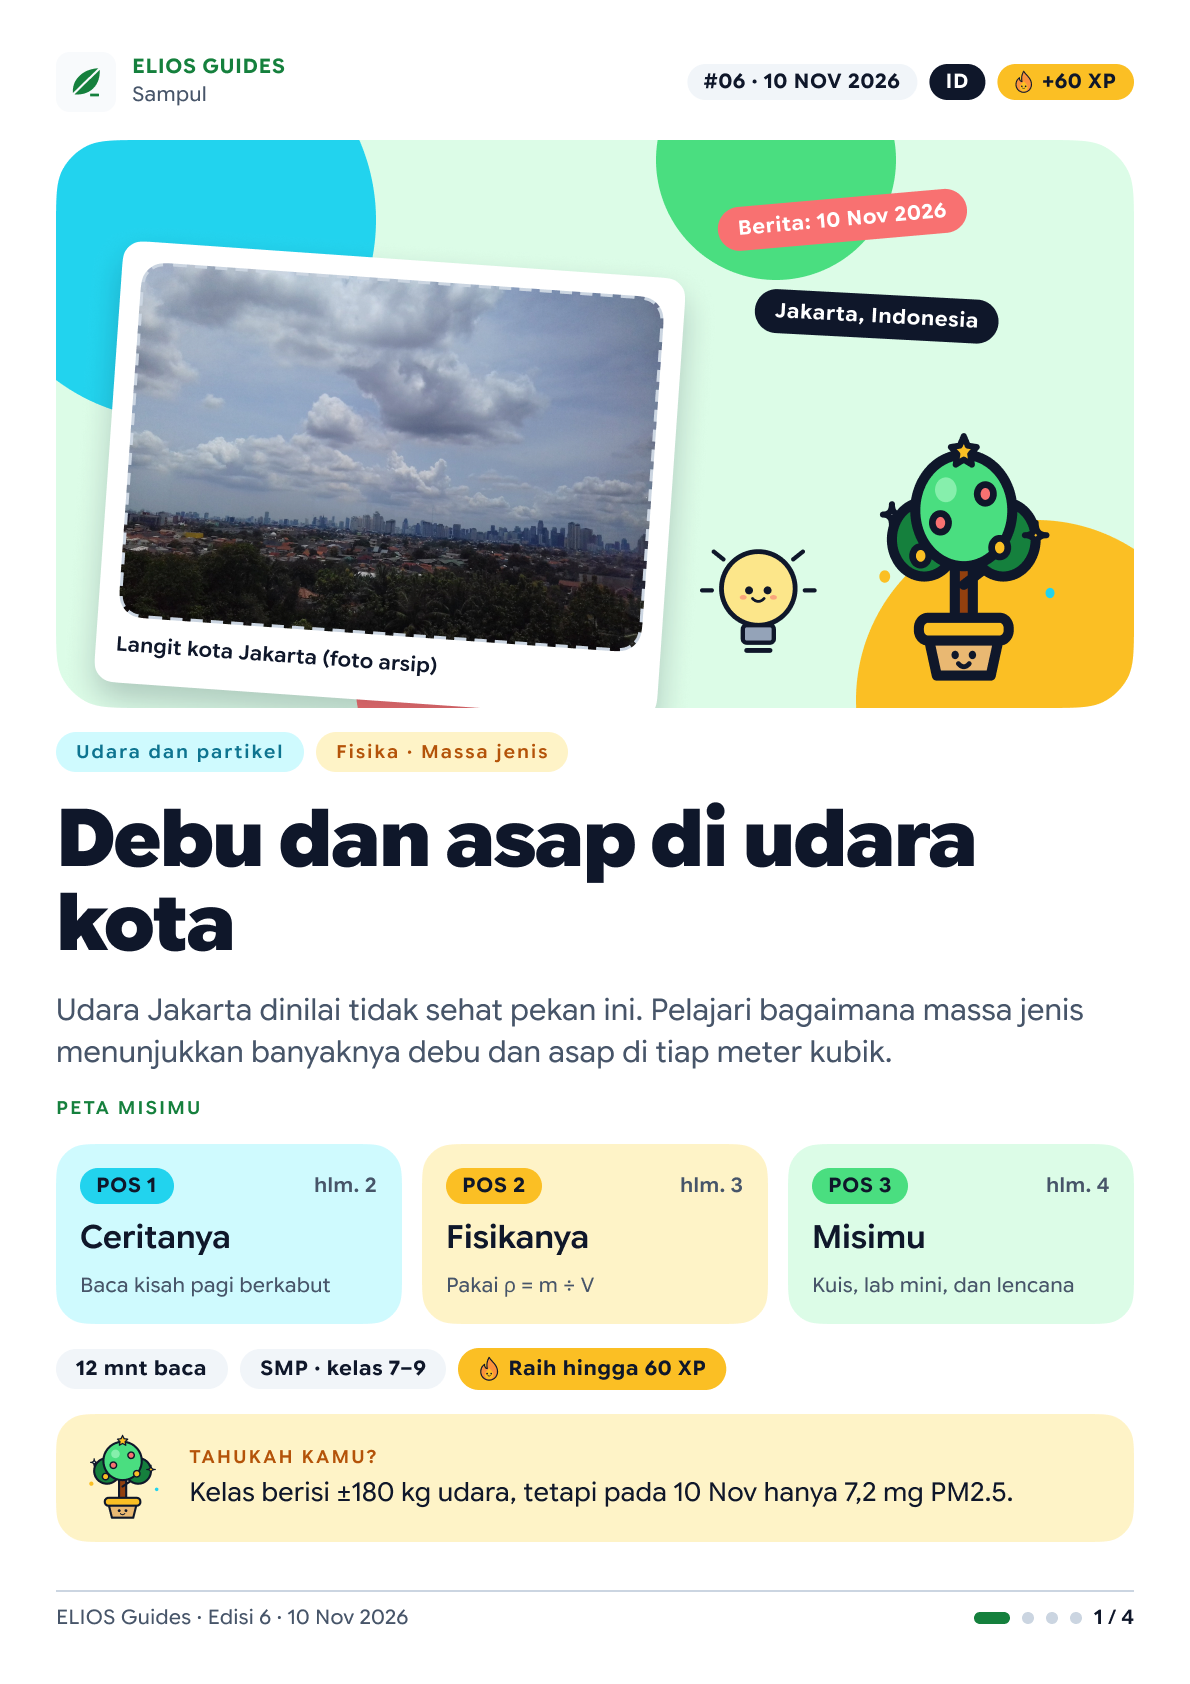 ELIOS GUIDES
Sampul
#06 · 10 NOV 2026
ID
+60 XP
Berita: 10 Nov 2026
Jakarta, Indonesia
Langit kota Jakarta (foto arsip)
Udara dan partikel
Fisika · Massa jenis
Debu dan asap di udara
kota
Udara Jakarta dinilai tidak sehat pekan ini. Pelajari bagaimana massa jenis
menunjukkan banyaknya debu dan asap di tiap meter kubik.
PETA MISIMU
POS 1
hlm. 2
Ceritanya
Baca kisah pagi berkabut
POS 2
hlm. 3
Fisikanya
Pakai ρ = m ÷ V
POS 3
hlm. 4
Misimu
Kuis, lab mini, dan lencana
12 mnt baca
SMP · kelas 7–9
Raih hingga 60 XP
TAHUKAH KAMU?
Kelas berisi ±180 kg udara, tetapi pada 10 Nov hanya 7,2 mg PM2.5.
ELIOS Guides · Edisi 6 · 10 Nov 2026
1 / 4